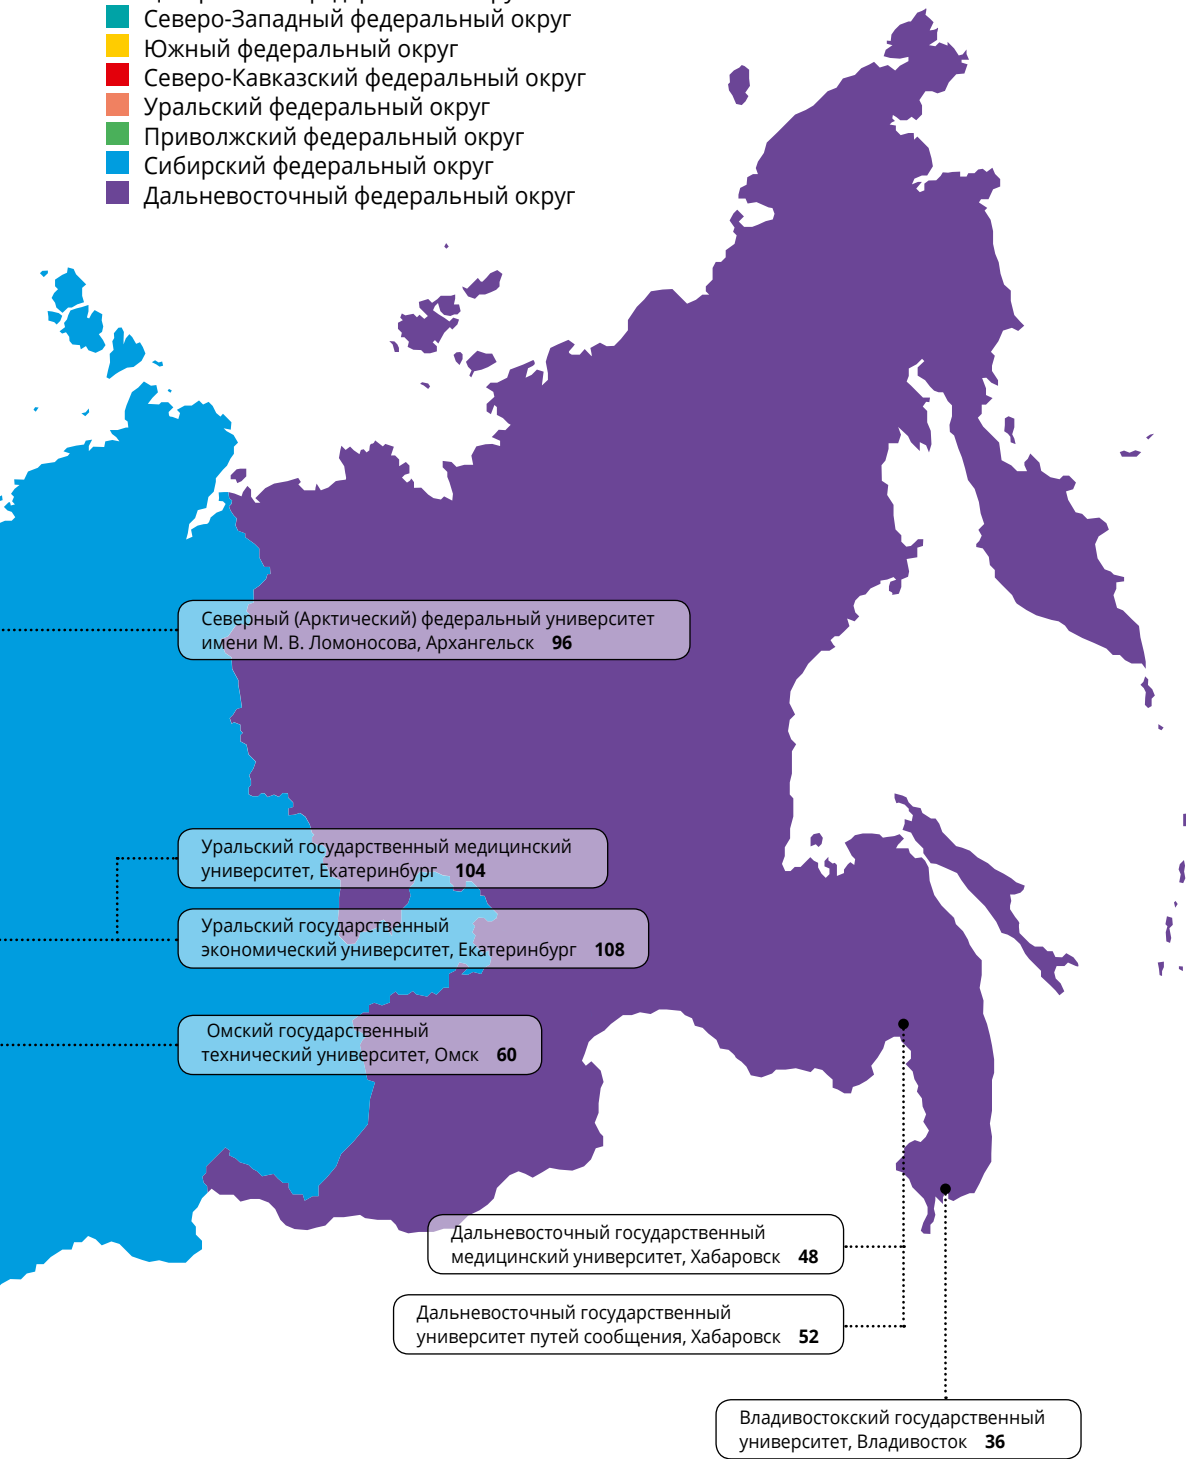 Северо-Западный федеральный округ
Южный федеральный округ
Северо-Кавказский федеральный округ
Уральский федеральный округ
Приволжский федеральный округ
Сибирский федеральный округ
Дальневосточный федеральный округ
Северный (Арктический) федеральный университет
имени М. В. Ломоносова, Архангельск 96
Уральский государственный медицинский
университет, Екатеринбург 104
Уральский государственный
экономический университет, Екатеринбург 108
Омский государственный
технический университет, Омск 60
Дальневосточный государственный
медицинский университет, Хабаровск 48
Дальневосточный государственный
университет путей сообщения, Хабаровск 52
Владивостокский государственный
университет, Владивосток 36